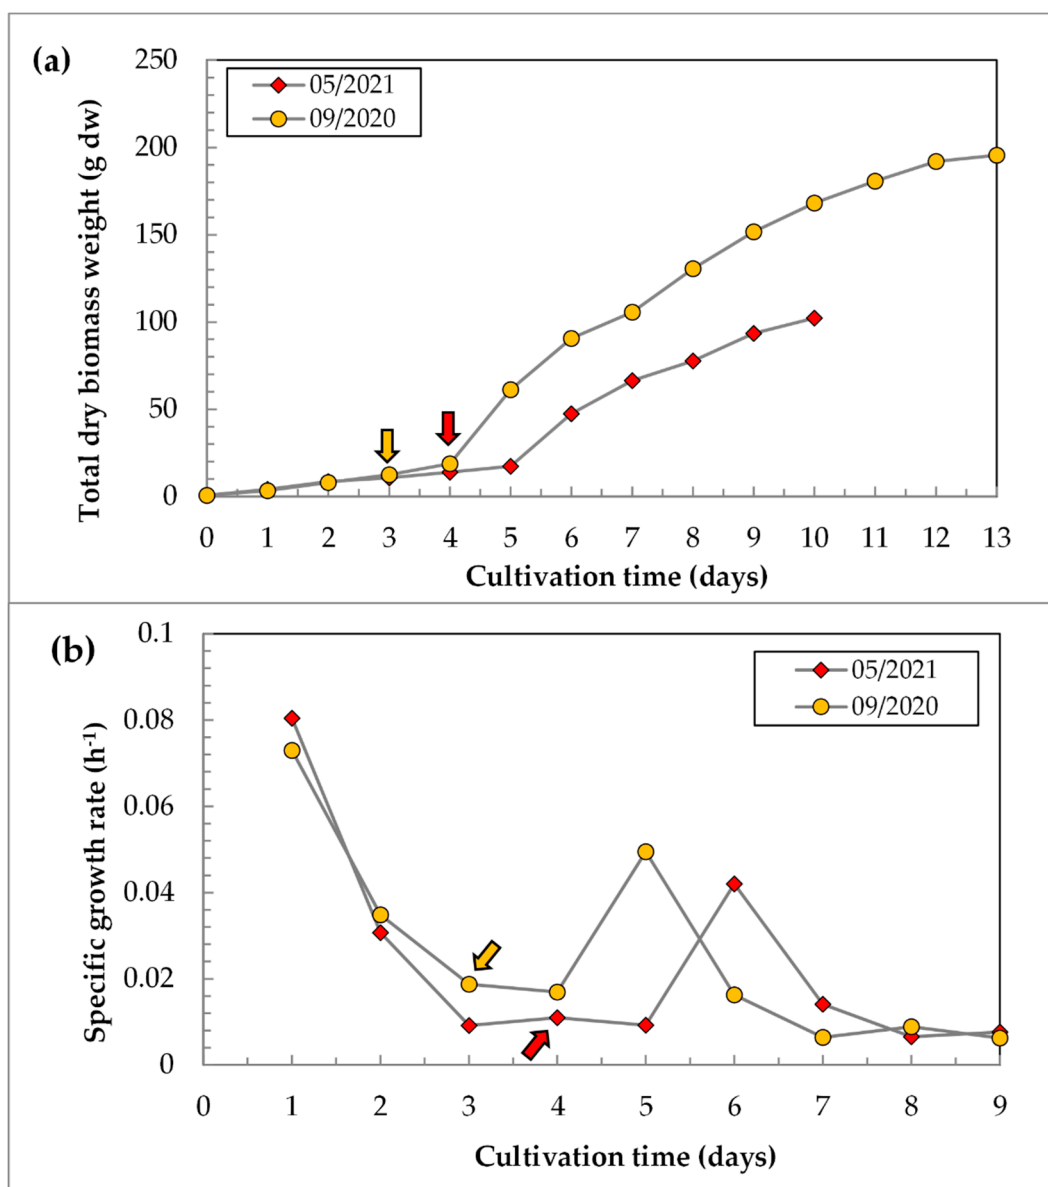 (a)
Total dry biomass weight (g dw)
250
200
150
100
50
0
05/2021
09/2020
0 1 2 3 4 5 6 7 8 9 10 11 12 13
Cultivation time (days)
(b)
Specific growth rate (h⁻¹)
0.1
0.08
0.06
0.04
0.02
0
05/2021
09/2020
0 1 2 3 4 5 6 7 8 9
Cultivation time (days)